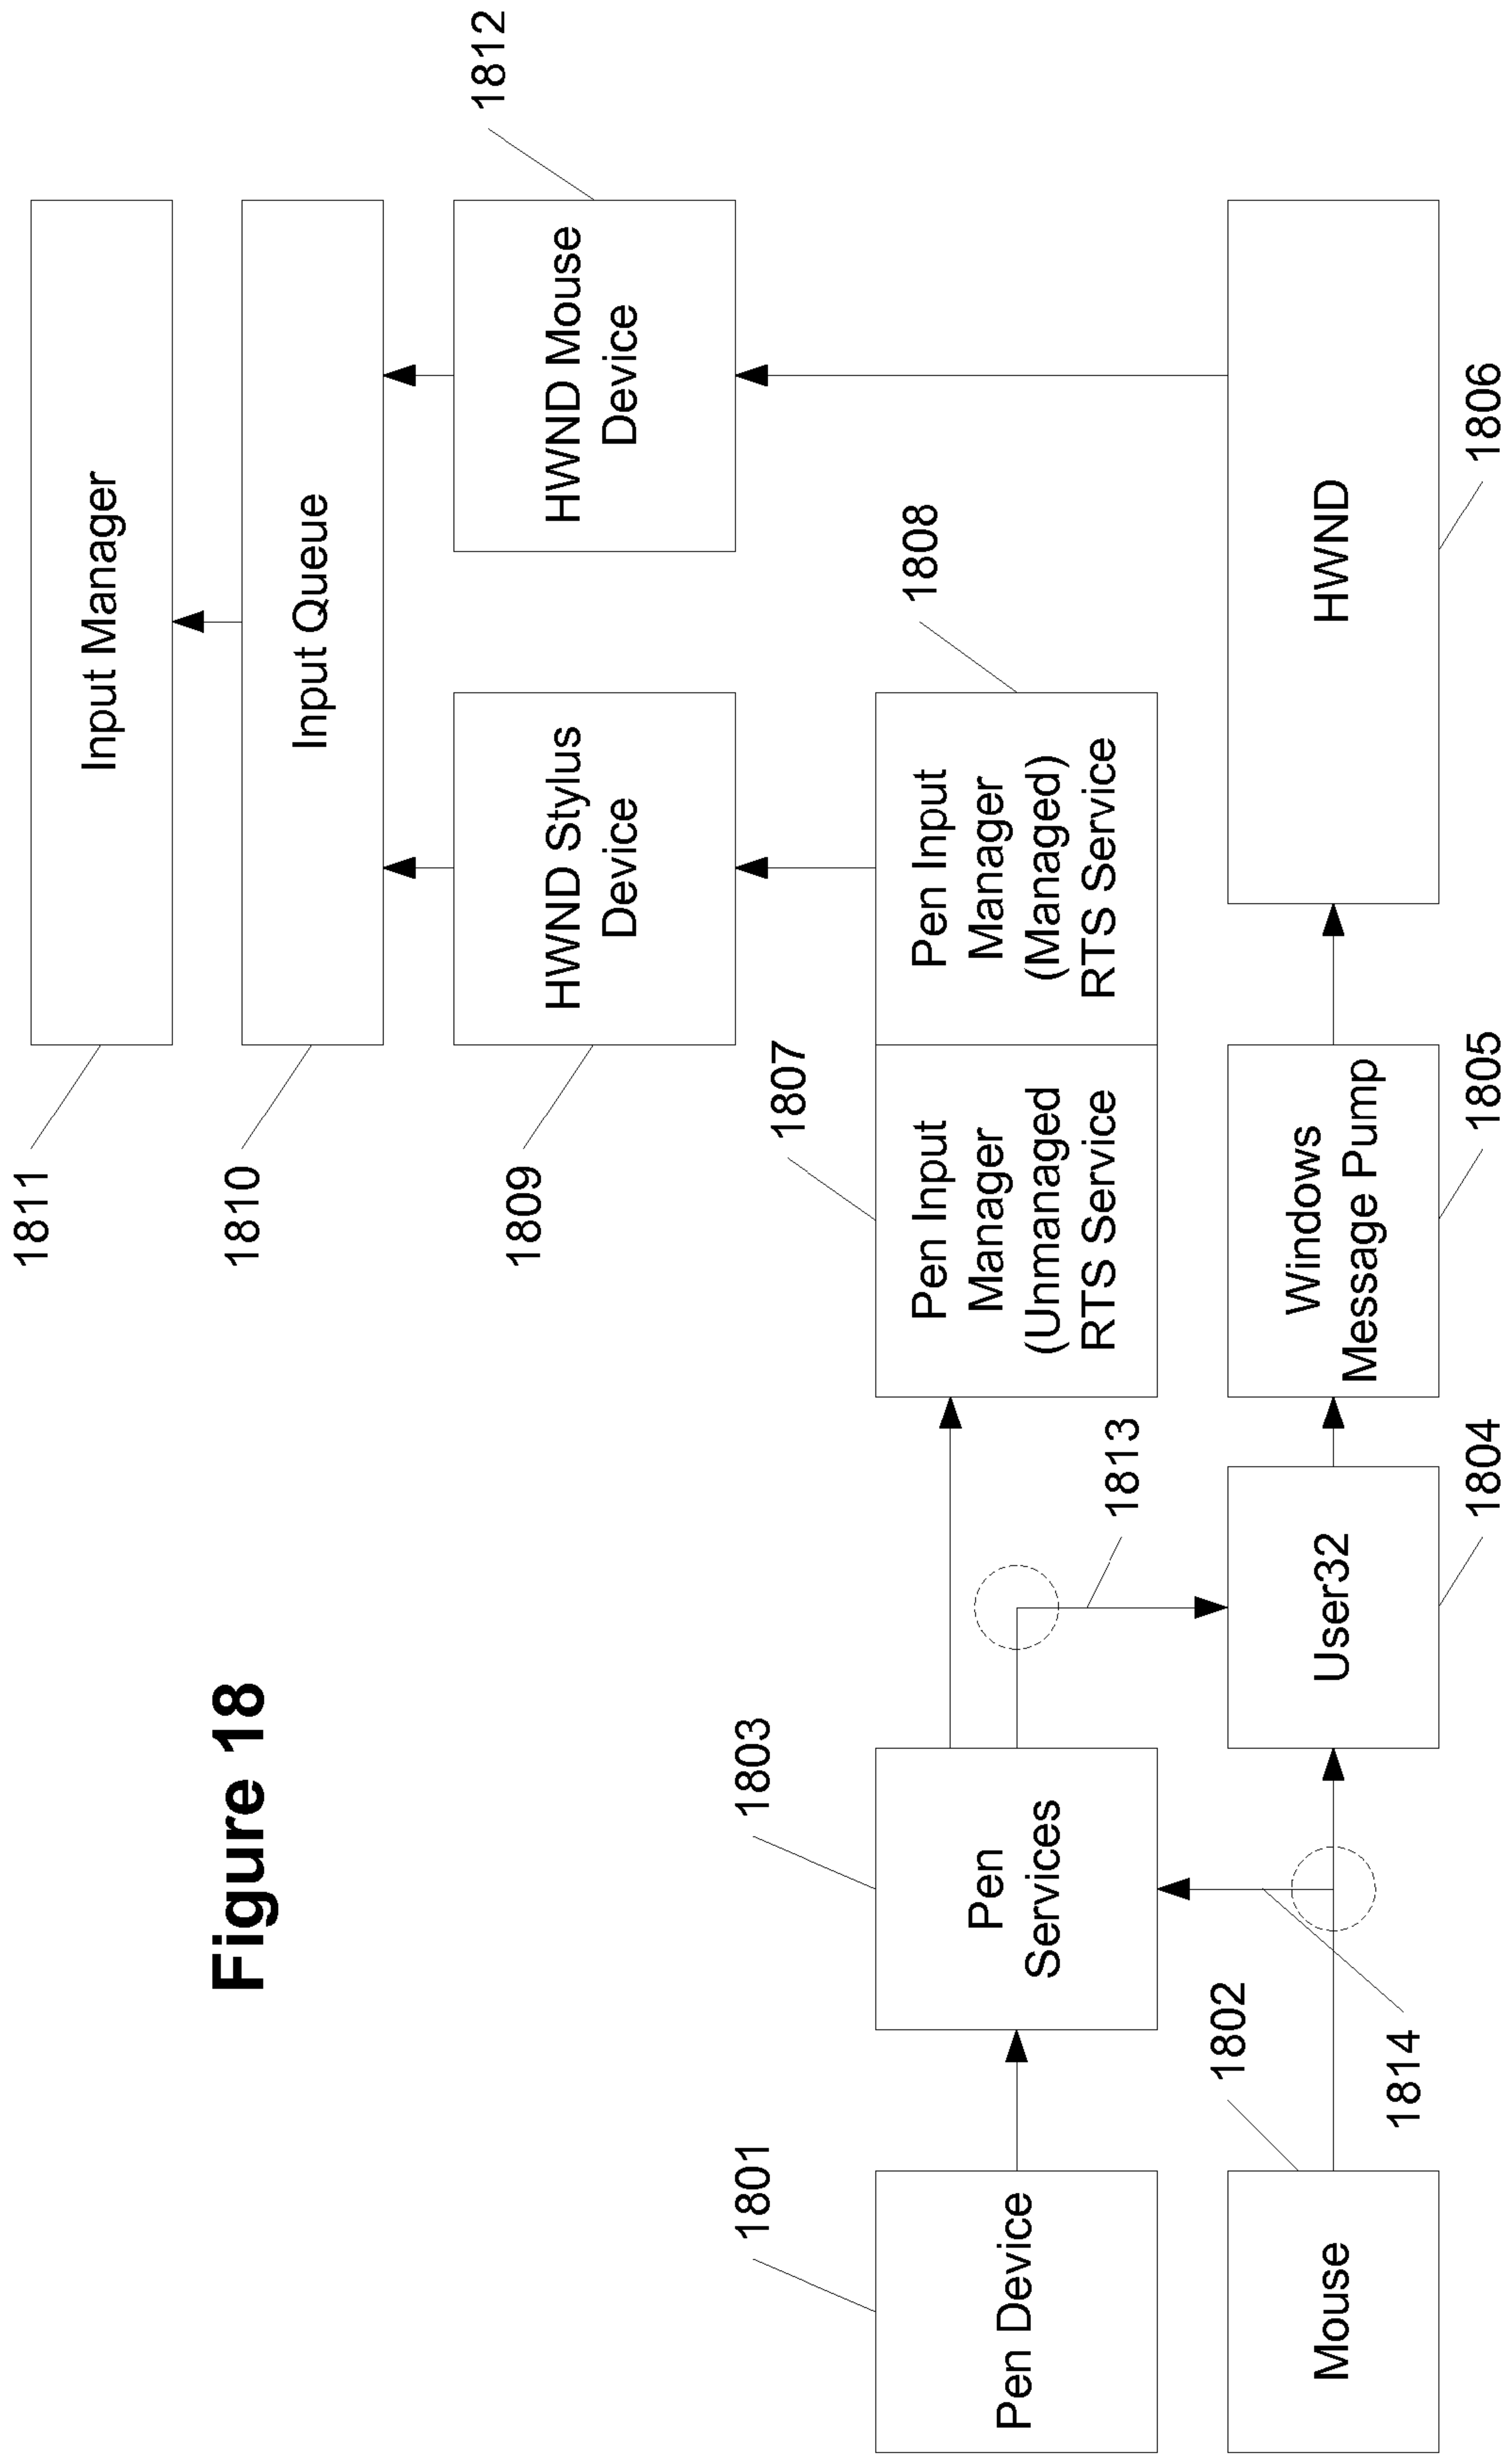 Figure 18
1811
Input Manager
1810
Input Queue
1809
HWND Stylus
Device
HWND Mouse
Device
1812
1801
Pen Device
1803
Pen
Services
1807
Pen Input
Manager
(Unmanaged
RTS Service
Pen Input
Manager
(Managed)
RTS Service
1808
1813
1802
Mouse
1814
User32
1804
Windows
Message Pump
1805
HWND
1806